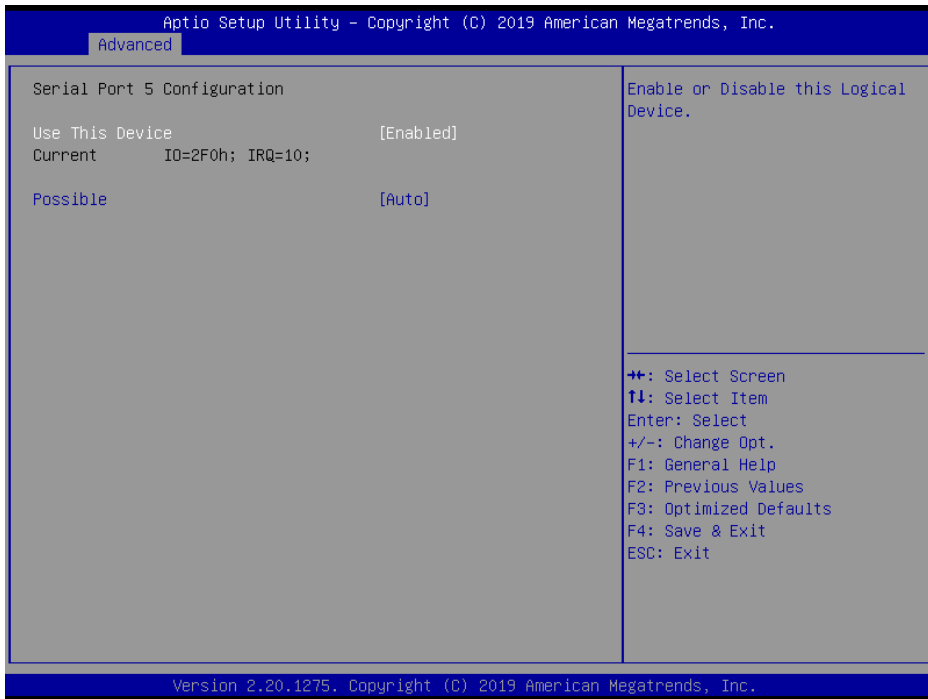 Aptio Setup Utility – Copyright (C) 2019 American Megatrends, Inc.
Advanced
Serial Port 5 Configuration
Use This Device [Enabled]
Current IO=2F0h; IRQ=10;
Possible [Auto]
Enable or Disable this Logical
Device.
→←: Select Screen
↑↓: Select Item
Enter: Select
+/-: Change Opt.
F1: General Help
F2: Previous Values
F3: Optimized Defaults
F4: Save & Exit
ESC: Exit
Version 2.20.1275. Copyright (C) 2019 American Megatrends, Inc.